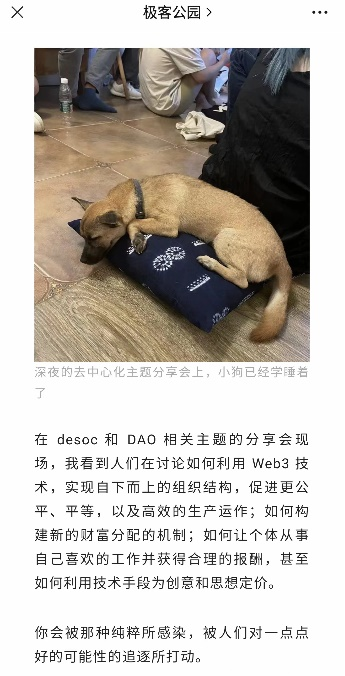 极客公园
深夜的去中心化主题分享会上，小狗已经学睡着
了
在 desoc 和 DAO 相关主题的分享会现
场，我看到人们在讨论如何利用 Web3 技
术，实现自下而上的组织结构，促进更公
平、平等，以及高效的生产运作；如何构
建新的财富分配的机制；如何让个体从事
自己喜欢的工作并获得合理的报酬，甚至
如何利用技术手段为创意和思想定价。
你会被那种纯粹所感染，被人们对一点点
好的可能性的追逐所打动。